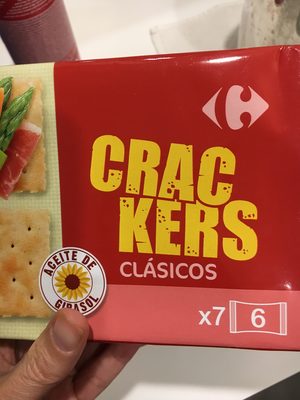 CRAC
KERS
CLÁSICOS
ACEITE DE
GIRASOL
x7 6